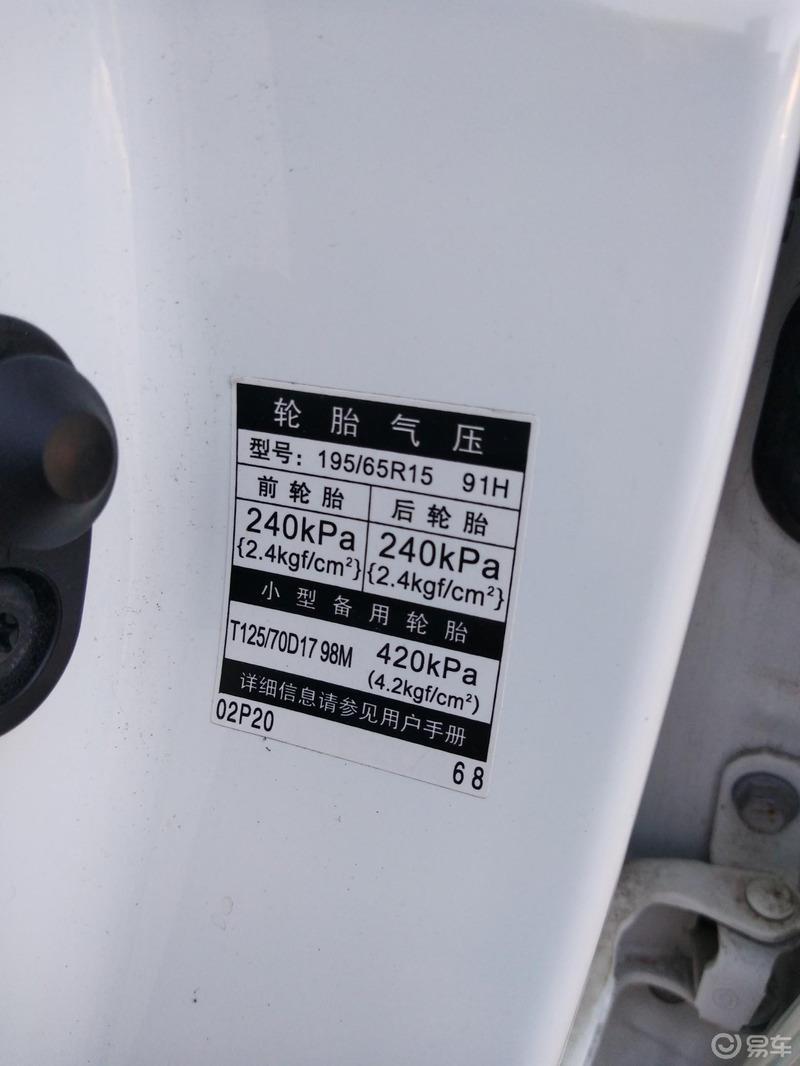 轮胎气压
型号：195/65R15 91H
前轮胎 后轮胎
240kPa 240kPa
{2.4kgf/cm²} {2.4kgf/cm²}
小型备用轮胎
T125/70D17 98M 420kPa
(4.2kgf/cm²)
详细信息请参见用户手册
02P20
68
易车